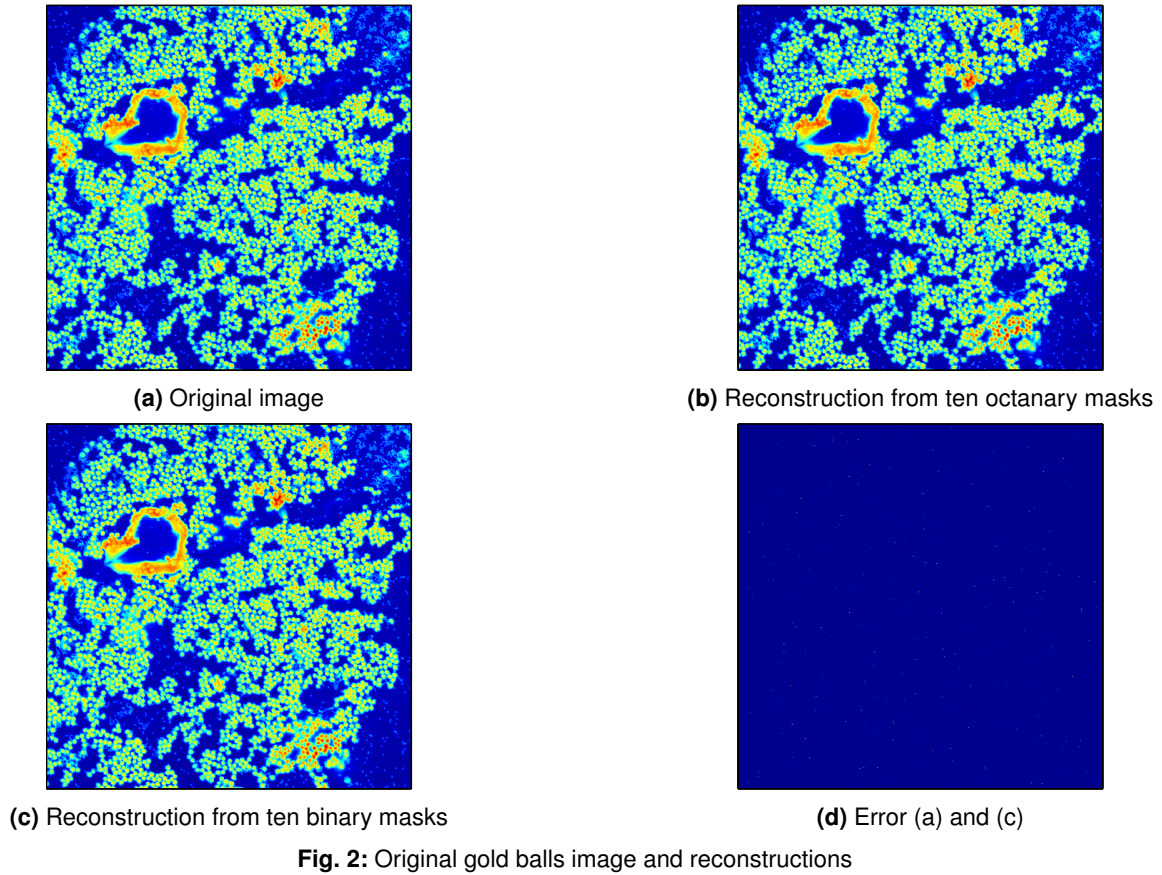 (a) Original image
(b) Reconstruction from ten octanary masks
(c) Reconstruction from ten binary masks
(d) Error (a) and (c)
Fig. 2: Original gold balls image and reconstructions